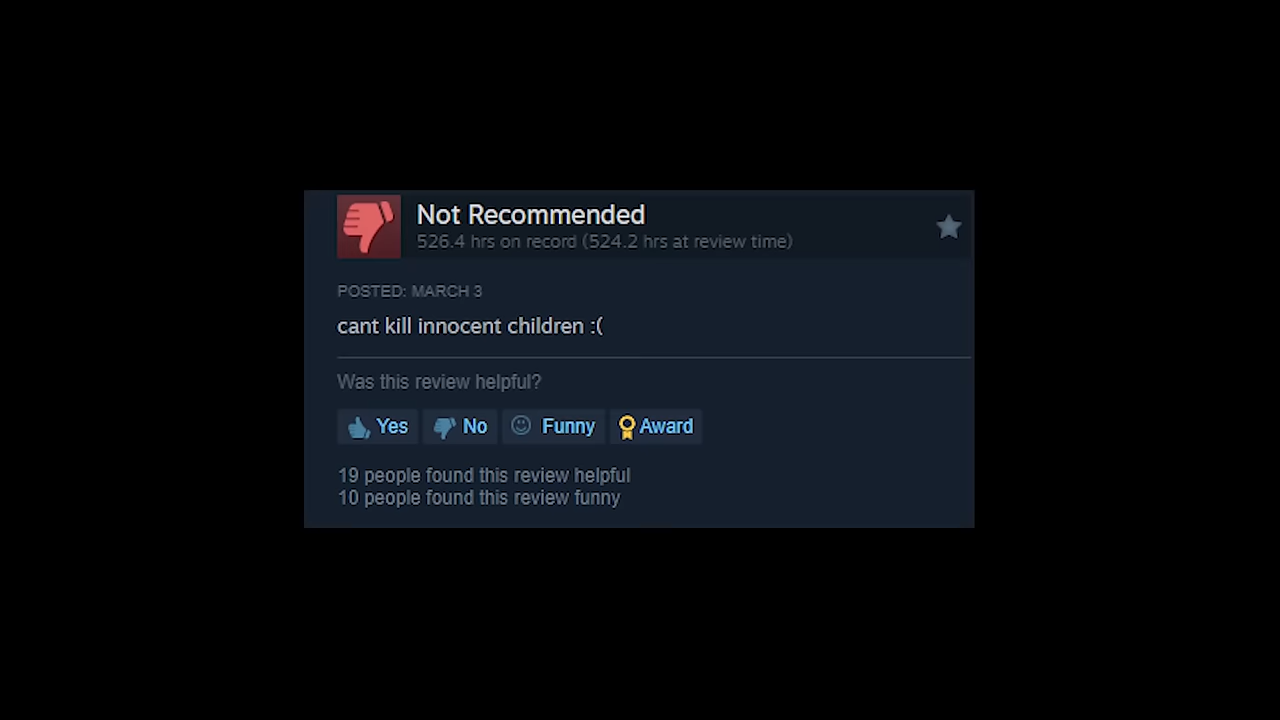 Not Recommended
526.4 hrs on record (524.2 hrs at review time)
POSTED: MARCH 3
cant kill innocent children :(
Was this review helpful?
Yes No Funny Award
19 people found this review helpful
10 people found this review funny